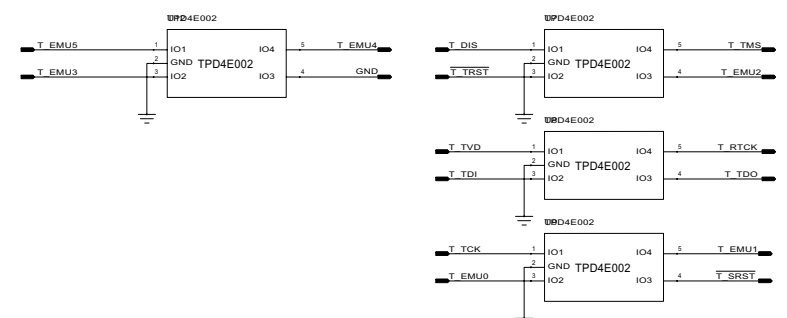 TPD4E002
T_EMU5 1 IO1 IO4 5 T_EMU4
2 GND TPD4E002
T_EMU3 3 IO2 IO3 4 GND
TPD4E002
T_DIS 1 IO1 IO4 5 T_TMS
2 GND TPD4E002
T_TRST 3 IO2 IO3 4 T_EMU2
TPD4E002
T_TVD 1 IO1 IO4 5 T_RTCK
2 GND TPD4E002
T_TDI 3 IO2 IO3 4 T_TDO
TPD4E002
T_TCK 1 IO1 IO4 5 T_EMU1
2 GND TPD4E002
T_EMU0 3 IO2 IO3 4 T_SRST